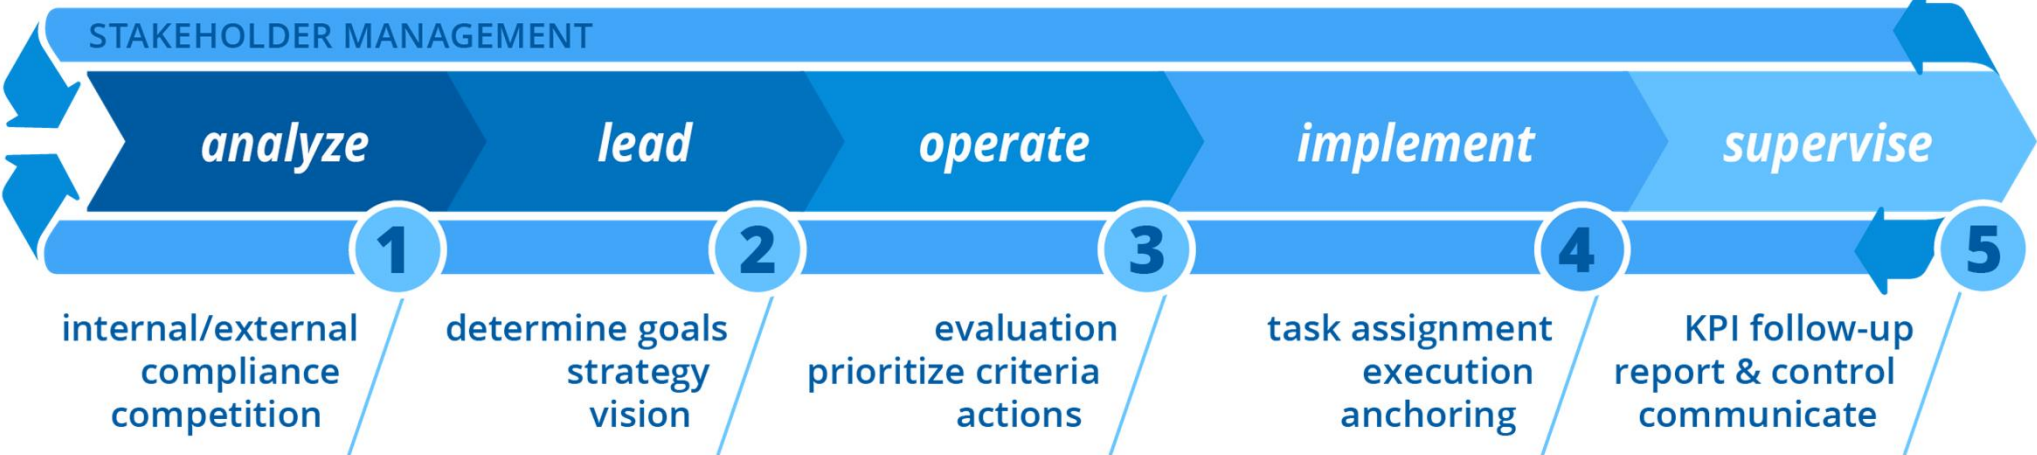 STAKEHOLDER MANAGEMENT
analyze
lead
operate
implement
supervise
1
2
3
4
5
internal/external
compliance
competition
determine goals
strategy
vision
evaluation
prioritize criteria
actions
task assignment
execution
anchoring
KPI follow-up
report & control
communicate